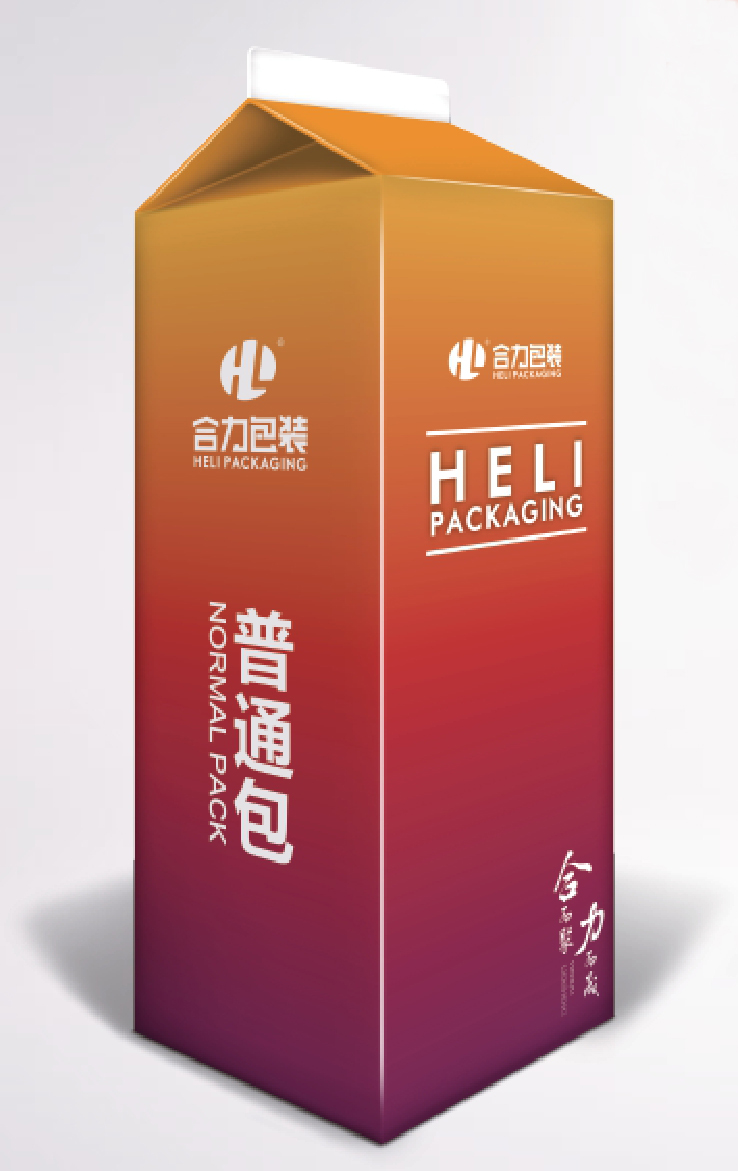 HL
合力包装
HELI PACKAGING
普通包
NORMAL PACK
HL
合力包装
HELI PACKAGING
HELI
PACKAGING
合
力